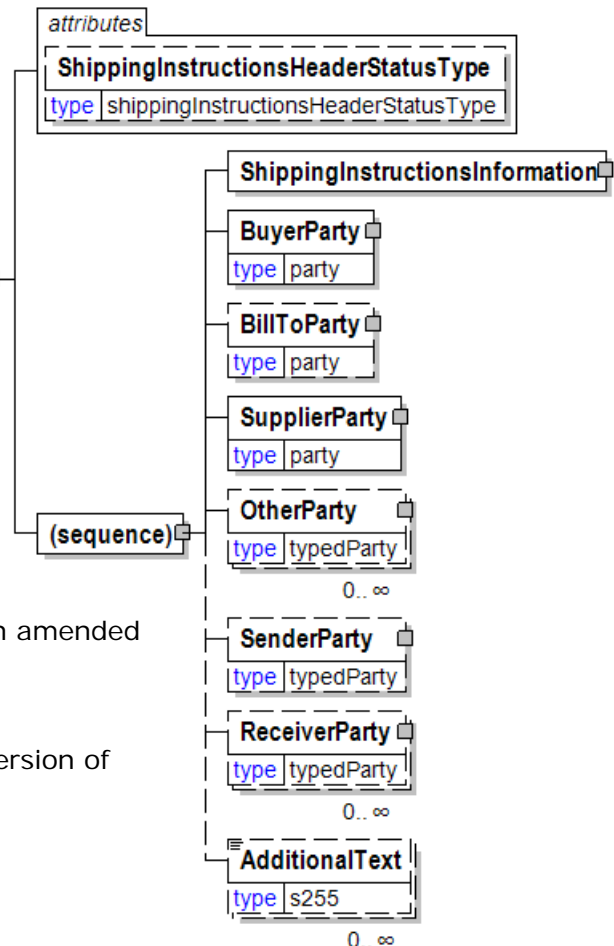 attributes
ShippingInstructionsHeaderStatusType
type shippingInstructionsHeaderStatusType
ShippingInstructionsInformation
BuyerParty
type party
BillToParty
type party
SupplierParty
type party
(sequence)
OtherParty
type typedParty
0.. ∞
n amended
SenderParty
type typedParty
ersion of
ReceiverParty
type typedParty
0.. ∞
AdditionalText
type s255
0.. ∞